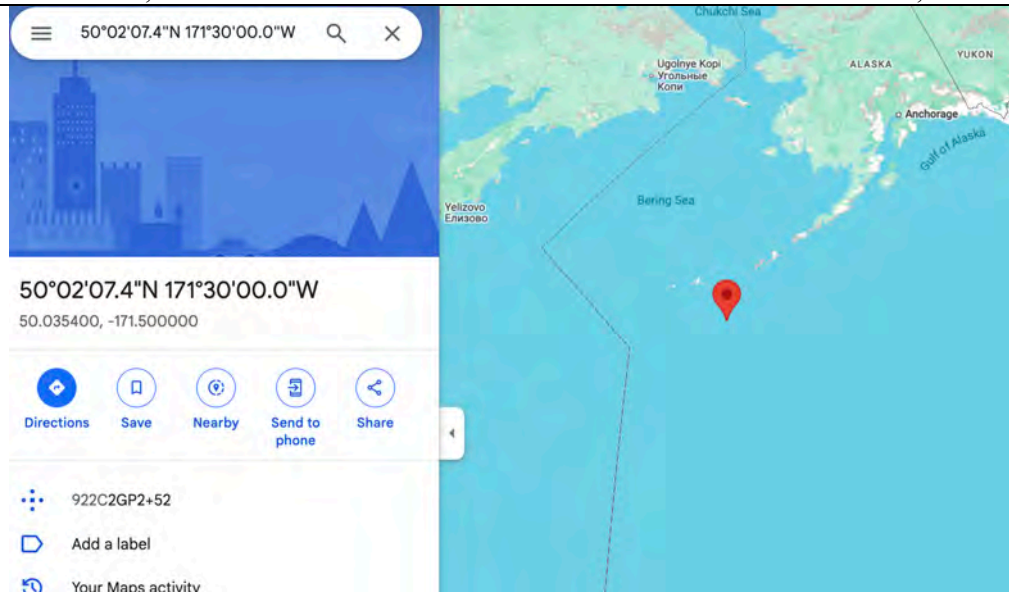 50°02'07.4"N 171°30'00.0"W
50°02'07.4"N 171°30'00.0"W
50.035400, -171.500000
Directions
Save
Nearby
Send to
phone
Share
922C2GP2+52
Add a label
Your Maps activity
Chukchi Sea
Ugolnye Kopi
Угольные
Копи
ALASKA
YUKON
Anchorage
Gulf of Alaska
Yelizovo
Елизово
Bering Sea